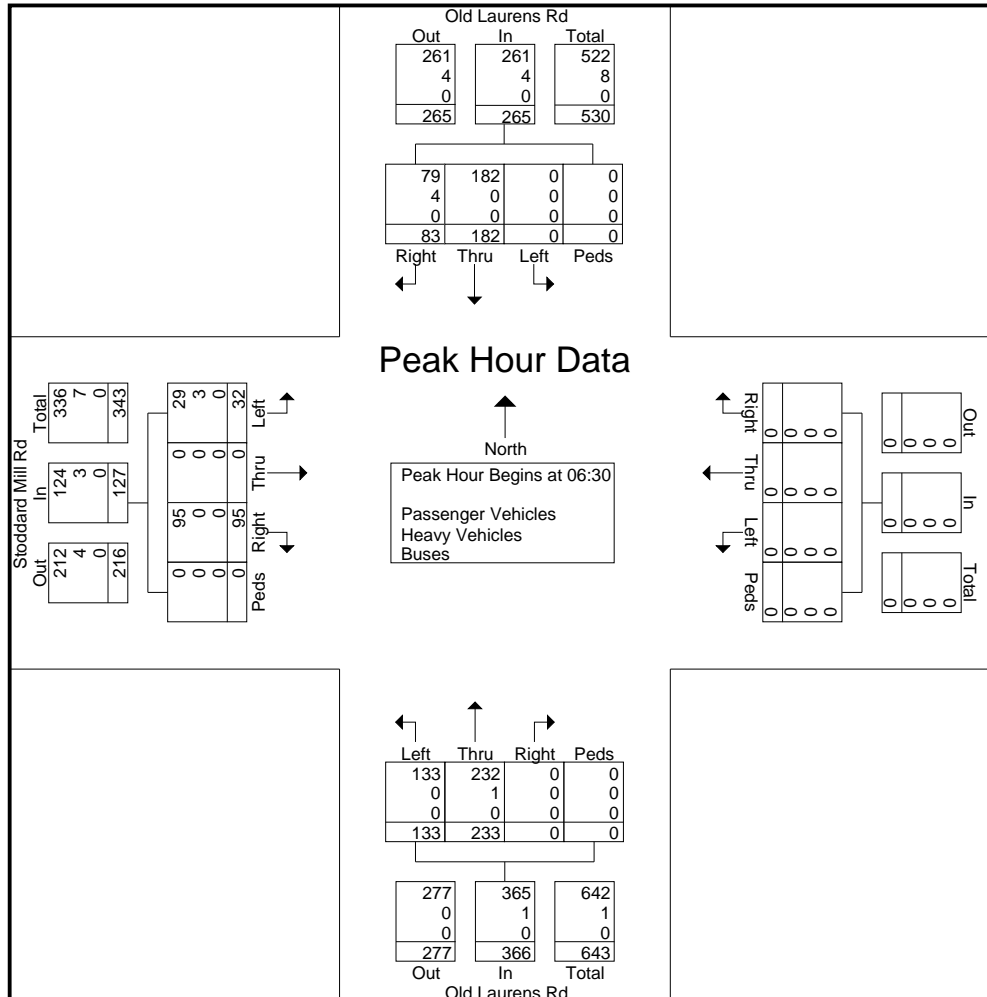 Old Laurens Rd
Out In Total
261 261 522
4 4 8
0 0 0
265 265 530
79 182 0 0
4 0 0 0
0 0 0 0
83 182 0 0
Right Thru Left Peds
Peak Hour Data
Stoddard Mill Rd
Total In Out
336 124 212
7 3 4
0 0 0
343 127 216
29 0 95 0
3 0 0 0
0 0 0 0
32 0 95 0
Left Thru Right Peds
North
Peak Hour Begins at 06:30
Passenger Vehicles
Heavy Vehicles
Buses
Right Thru Left Peds
0 0 0 0
0 0 0 0
0 0 0 0
0 0 0 0
Out In Total
0 0 0
0 0 0
0 0 0
0 0 0
Left Thru Right Peds
133 232 0 0
0 1 0 0
0 0 0 0
133 233 0 0
277 365 642
0 1 1
0 0 0
277 366 643
Out In Total
Old Laurens Rd